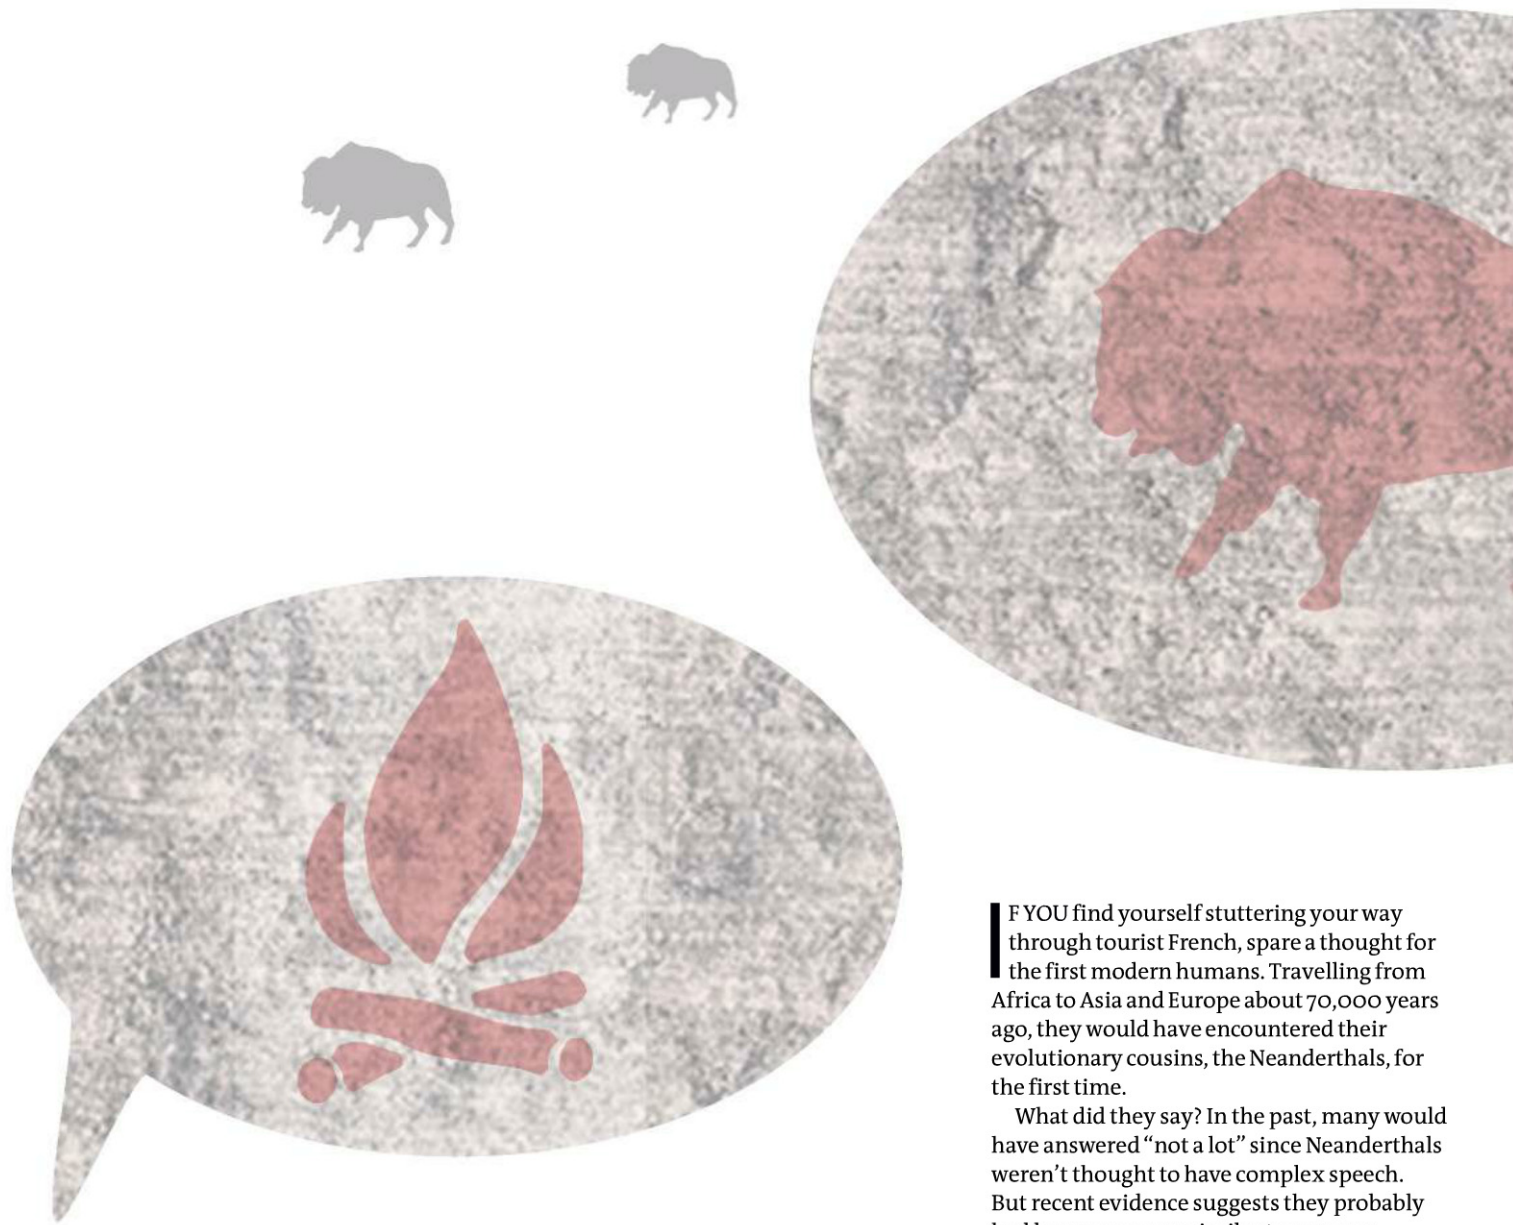 IF YOU find yourself stuttering your way
through tourist French, spare a thought for
the first modern humans. Travelling from
Africa to Asia and Europe about 70,000 years
ago, they would have encountered their
evolutionary cousins, the Neanderthals, for
the first time.
What did they say? In the past, many would
have answered “not a lot” since Neanderthals
weren’t thought to have complex speech.
But recent evidence suggests they probably